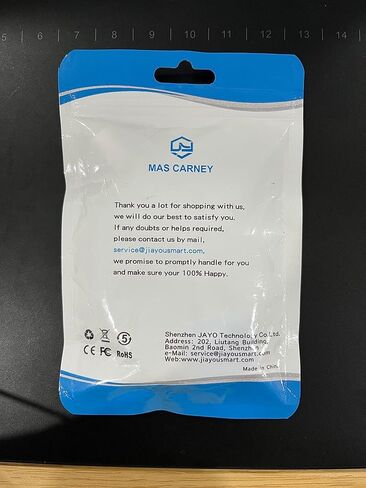 5 6 7 8 9 10 11 12 13 14
MAS CARNEY
Thank you a lot for shopping with us,
we will do our best to satisfy you.
If any doubts or helps required,
please contact us by mail,
service@jiayousmart.com,
we promise to promptly handle for you
and make sure your 100% Happy.
5
CE FC RoHS
Shenzhen JAYO Technology Co.Ltd.
Address: 202, Liutang Building,
Baomin 2nd Road, Shenzhen
e-Mail: service@jiayousmart.com
Web:www.jiayousmart.com
Made in China